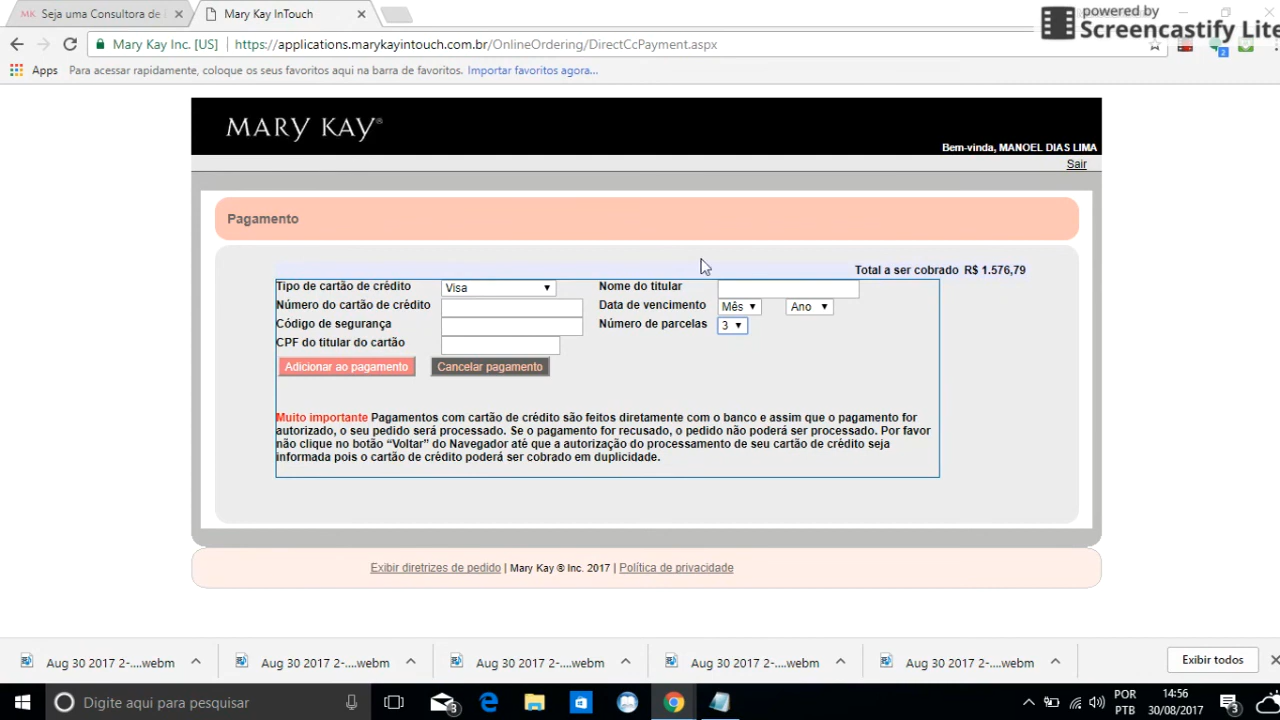 MK Seja uma Consultora de
Mary Kay InTouch
powered by
Screencastify Lite
Mary Kay Inc. [US] https://applications.marykayintouch.com.br/OnlineOrdering/DirectCcPayment.aspx
2
Apps Para acessar rapidamente, coloque os seus favoritos aqui na barra de favoritos. Importar favoritos agora...
MARY KAY®
Bem-vinda, MANOEL DIAS LIMA
Sair
Pagamento
Total a ser cobrado R$ 1.576,79
Tipo de cartão de crédito Visa Nome do titular
Número do cartão de crédito Data de vencimento Mês Ano
Código de segurança Número de parcelas 3
CPF do titular do cartão
Adicionar ao pagamento Cancelar pagamento
Muito importante Pagamentos com cartão de crédito são feitos diretamente com o banco e assim que o pagamento for
autorizado, o seu pedido será processado. Se o pagamento for recusado, o pedido não poderá ser processado. Por favor
não clique no botão “Voltar” do Navegador até que a autorização do processamento de seu cartão de crédito seja
informada pois o cartão de crédito poderá ser cobrado em duplicidade.
Exibir diretrizes de pedido | Mary Kay ® Inc. 2017 | Política de privacidade
Aug 30 2017 2-....webm Aug 30 2017 2-....webm Aug 30 2017 2-....webm Aug 30 2017 2-....webm Aug 30 2017 2-....webm Exibir todos
Digite aqui para pesquisar 3 POR 14:56 3
PTB 30/08/2017